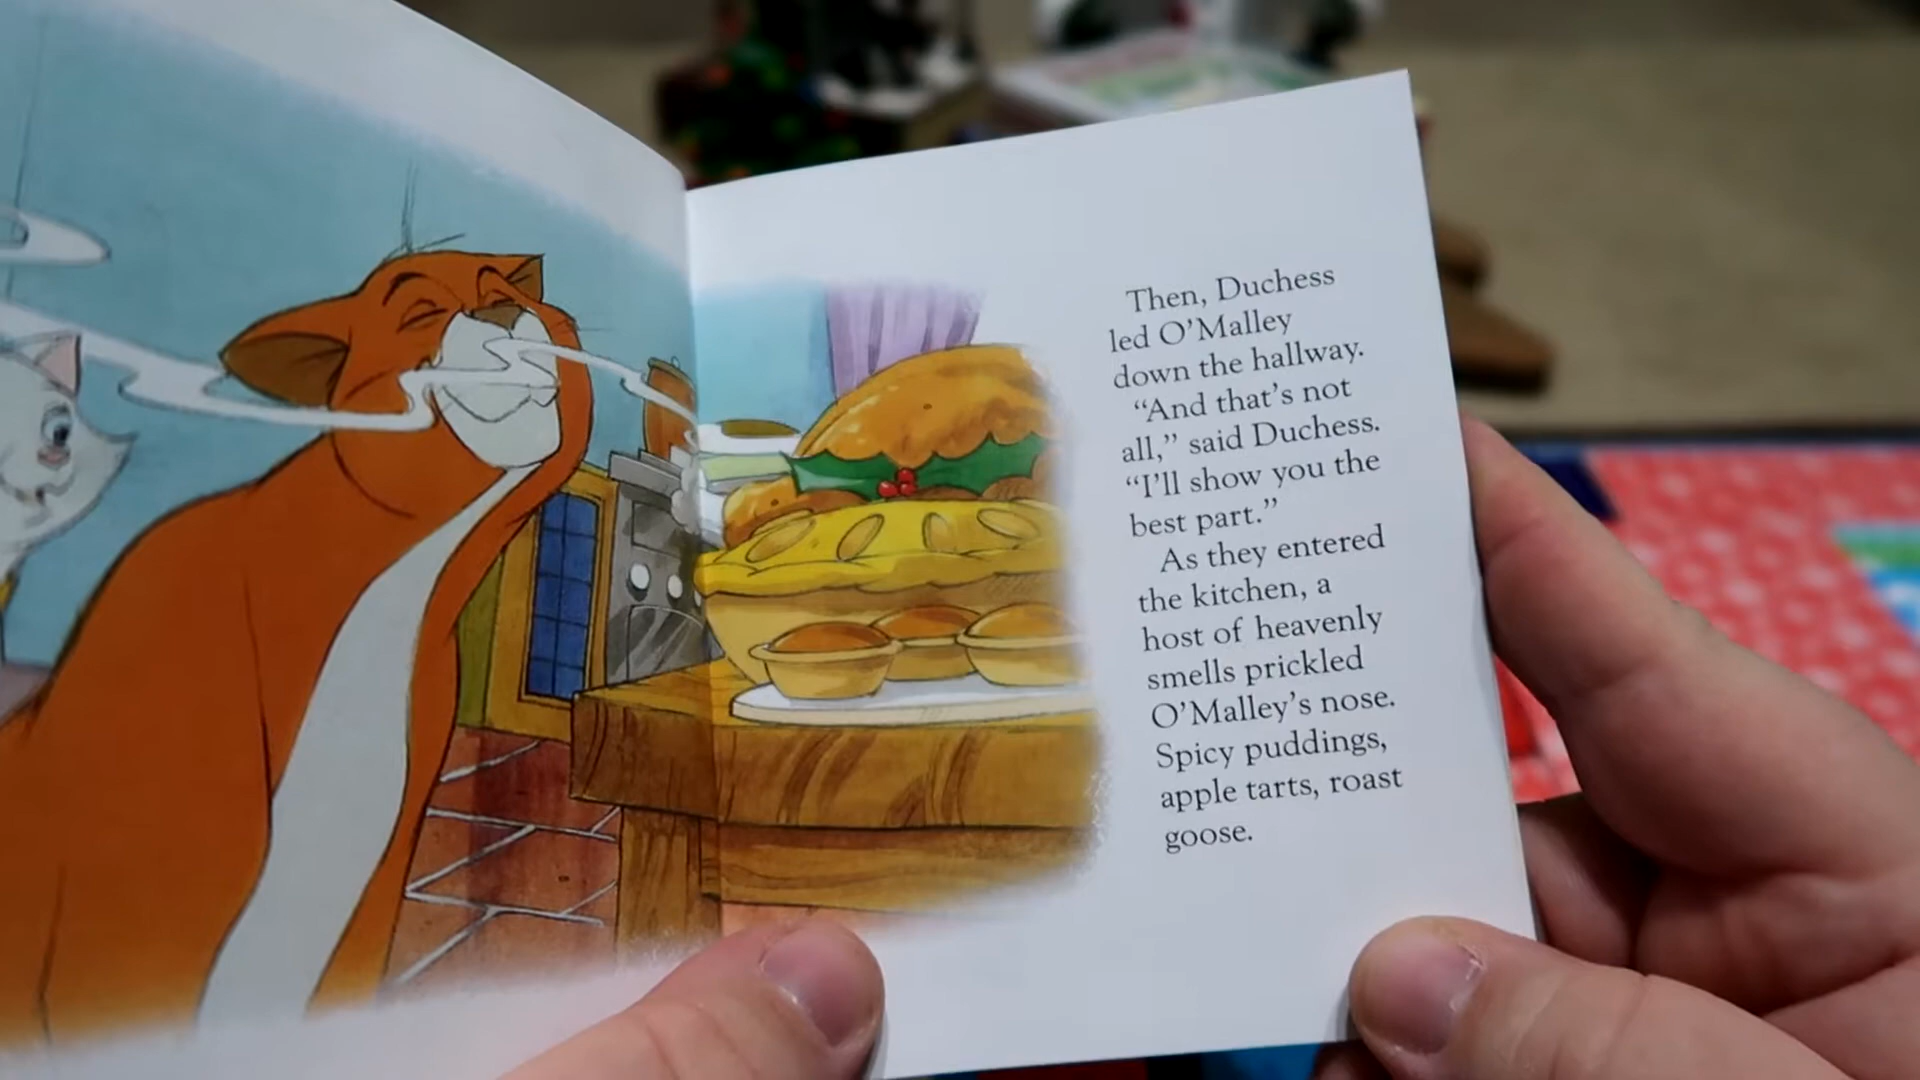 Then, Duchess
led O’Malley
down the hallway.
“And that’s not
all,” said Duchess.
“I’ll show you the
best part.”
As they entered
the kitchen, a
host of heavenly
smells prickled
O’Malley’s nose.
Spicy puddings,
apple tarts, roast
goose.